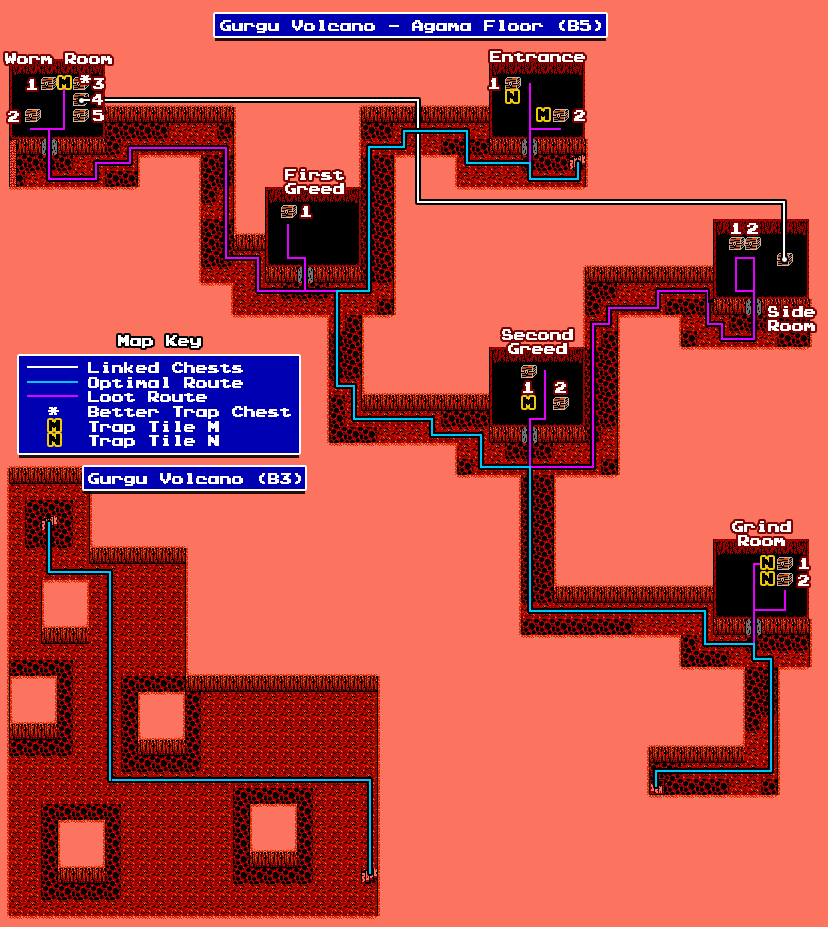 Gurgu Volcano - Agama Floor (B5)
Worm Room
1 M * 3
4
2 5
Entrance
1
N
M 2
First
Greed
1
1 2
Side
Room
Second
Greed
1 2
M
Map Key
Linked Chests
Optimal Route
Loot Route
* Better Trap Chest
M Trap Tile M
N Trap Tile N
Gurgu Volcano (B3)
Grind
Room
N 1
N 2